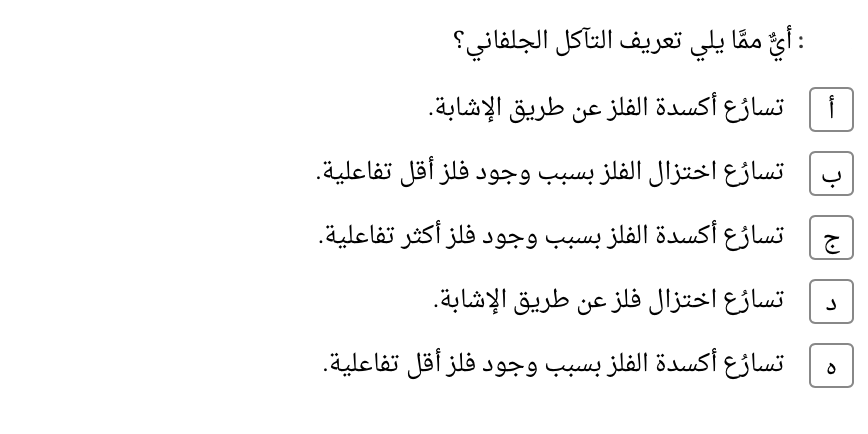 : أيٌّ ممَّا يلي تعريف التآكل الجلفاني؟
أ تسارُع أكسدة الفلز عن طريق الإشابة.
ب تسارُع اختزال الفلز بسبب وجود فلز أقل تفاعلية.
ج تسارُع أكسدة الفلز بسبب وجود فلز أكثر تفاعلية.
د تسارُع اختزال فلز عن طريق الإشابة.
ه تسارُع أكسدة الفلز بسبب وجود فلز أقل تفاعلية.